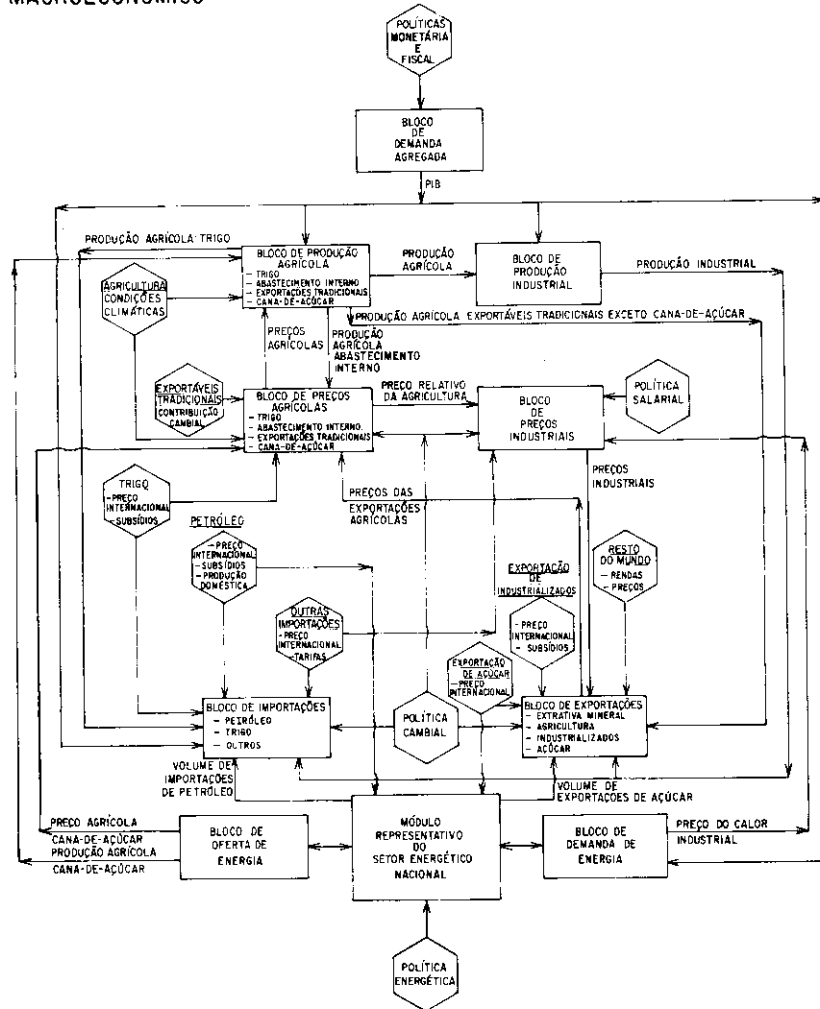 MACROECONÔMICO
POLÍTICAS
MONETÁRIA
E
FISCAL
BLOCO
DE
DEMANDA
AGREGADA
PIB
PRODUÇÃO AGRÍCOLA TRIGO
BLOCO DE PRODUÇÃO
AGRÍCOLA
- TRIGO
- ABASTECIMENTO INTERNO
- EXPORTAÇÕES TRADICIONAIS
- CANA-DE-AÇÚCAR
PRODUÇÃO
AGRÍCOLA
BLOCO DE
PRODUÇÃO
INDUSTRIAL
PRODUÇÃO INDUSTRIAL
AGRICULTURA
CONDIÇÕES
CLIMÁTICAS
PRODUÇÃO AGRÍCOLA EXPORTÁVEIS TRADICIONAIS EXCETO CANA-DE-AÇÚCAR
PREÇOS
AGRÍCOLAS
PRODUÇÃO
AGRÍCOLA
ABASTECIMENTO
INTERNO
EXPORTÁVEIS
TRADICIONAIS
CONTRIBUIÇÃO
CAMBIAL
BLOCO DE PREÇOS
AGRÍCOLAS
- TRIGO
- ABASTECIMENTO INTERNO.
- EXPORTAÇÕES TRADICIONAIS
- CANA-DE-AÇÚCAR
PREÇO RELATIVO
DA AGRICULTURA
BLOCO
DE
PREÇOS
INDUSTRIAIS
POLÍTICA
SALARIAL
TRIGO
-PREÇO
INTERNACIONAL
-SUBSÍDIOS
PREÇOS DAS
EXPORTAÇÕES
AGRÍCOLAS
PREÇOS
INDUSTRIAIS
PETRÓLEO
-PREÇO
INTERNACIONAL
-SUBSÍDIOS
-PRODUÇÃO
DOMÉSTICA
EXPORTAÇÃO
DE
INDUSTRIALIZADOS
-PREÇO
INTERNACIONAL
- SUBSÍDIOS
RESTO
DO MUNDO
- RENDAS
- PREÇOS
OUTRAS
IMPORTAÇÕES
-PREÇO
INTERNACIONAL
-TARIFAS
EXPORTAÇÃO
DE AÇÚCAR
-PREÇO
INTERNACIONAL
BLOCO DE IMPORTAÇÕES
- PETRÓLEO
- TRIGO
- OUTROS
POLÍTICA
CAMBIAL
BLOCO DE EXPORTAÇÕES
- EXTRATIVA MINERAL
-AGRICULTURA
-INDUSTRIALIZADOS
- AÇÚCAR
VOLUME DE
IMPORTAÇÕES
DE PETRÓLEO
VOLUME DE
EXPORTAÇÕES DE AÇÚCAR
PREÇO AGRÍCOLA
CANA-DE-AÇÚCAR
PRODUÇÃO AGRÍCOLA
CANA-DE-AÇÚCAR
BLOCO DE
OFERTA DE
ENERGIA
MÓDULO
REPRESENTATIVO
DO
SETOR ENERGÉTICO
NACIONAL
BLOCO DE
DEMANDA DE
ENERGIA
PREÇO DO CALOR
INDUSTRIAL
POLÍTICA
ENERGÉTICA